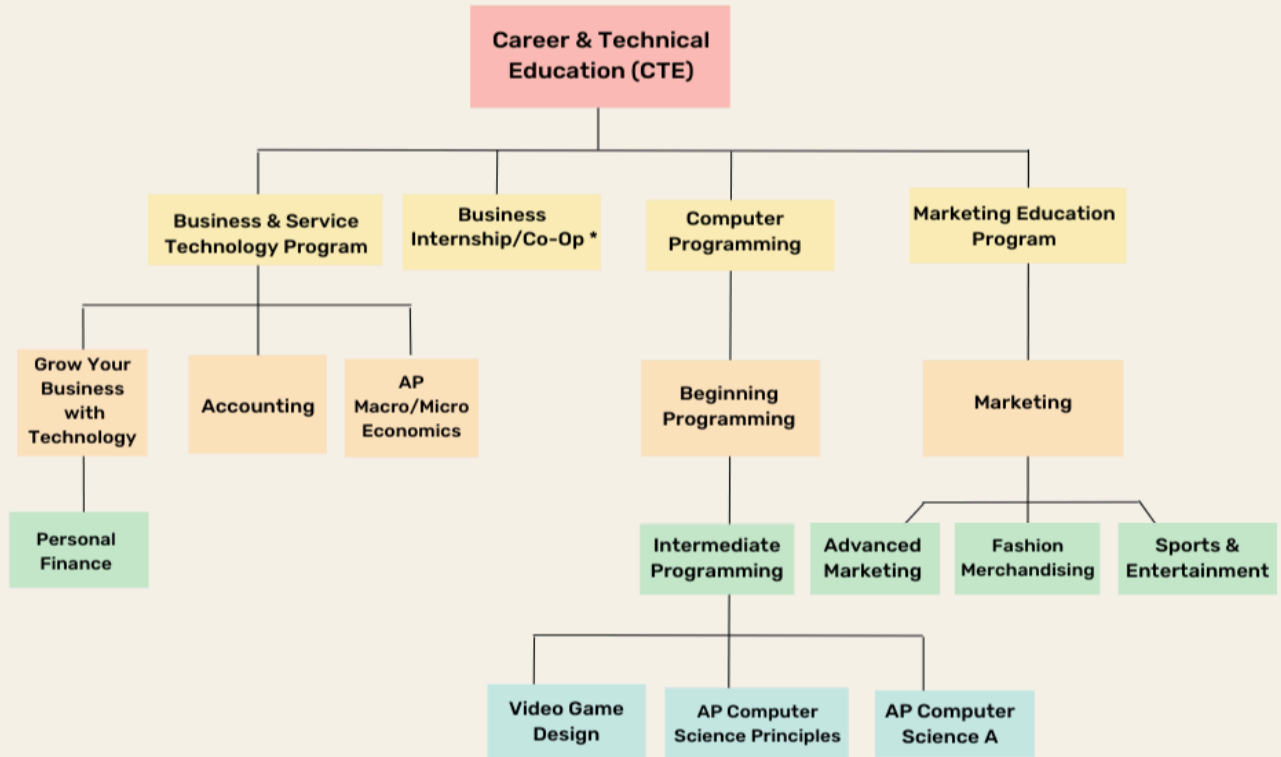 Career & Technical
Education (CTE)
Business & Service
Technology Program
Business
Internship/Co-Op *
Computer
Programming
Marketing Education
Program
Grow Your
Business
with
Technology
Accounting
AP
Macro/Micro
Economics
Beginning
Programming
Marketing
Personal
Finance
Intermediate
Programming
Advanced
Marketing
Fashion
Merchandising
Sports &
Entertainment
Video Game
Design
AP Computer
Science Principles
AP Computer
Science A